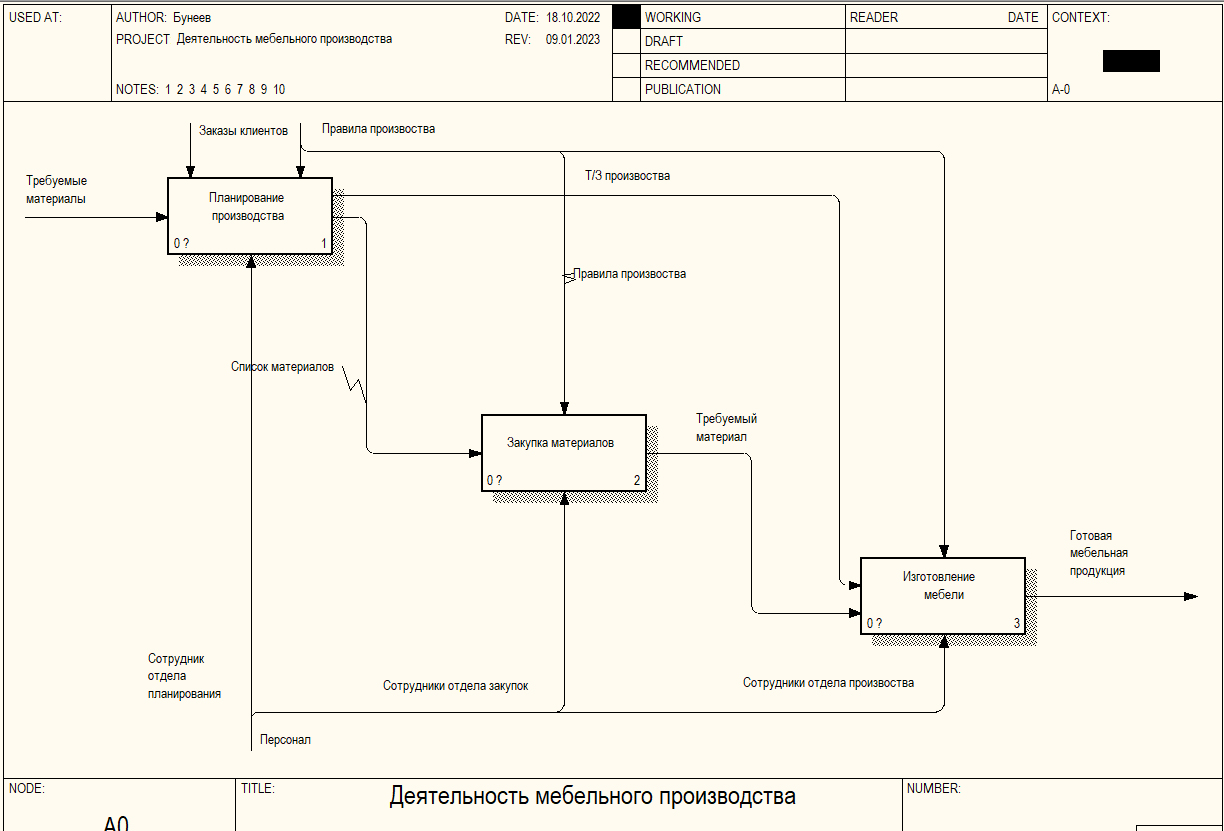 USED AT:
AUTHOR: Бунеев
DATE: 18.10.2022
WORKING
READER
DATE
CONTEXT:
PROJECT Деятельность мебельного производства
REV: 09.01.2023
DRAFT
RECOMMENDED
NOTES: 1 2 3 4 5 6 7 8 9 10
PUBLICATION
A-0
Заказы клиентов
Правила произвоства
Требуемые
материалы
Т/З произвоства
Планирование
производства
0 ?
1
Правила произвоства
Список материалов
Требуемый
материал
Закупка материалов
0 ?
2
Готовая
мебельная
продукция
Изготовление
мебели
0 ?
3
Сотрудник
отдела
планирования
Сотрудники отдела закупок
Сотрудники отдела произвоства
Персонал
NODE:
TITLE:
NUMBER:
Деятельность мебельного производства
A0